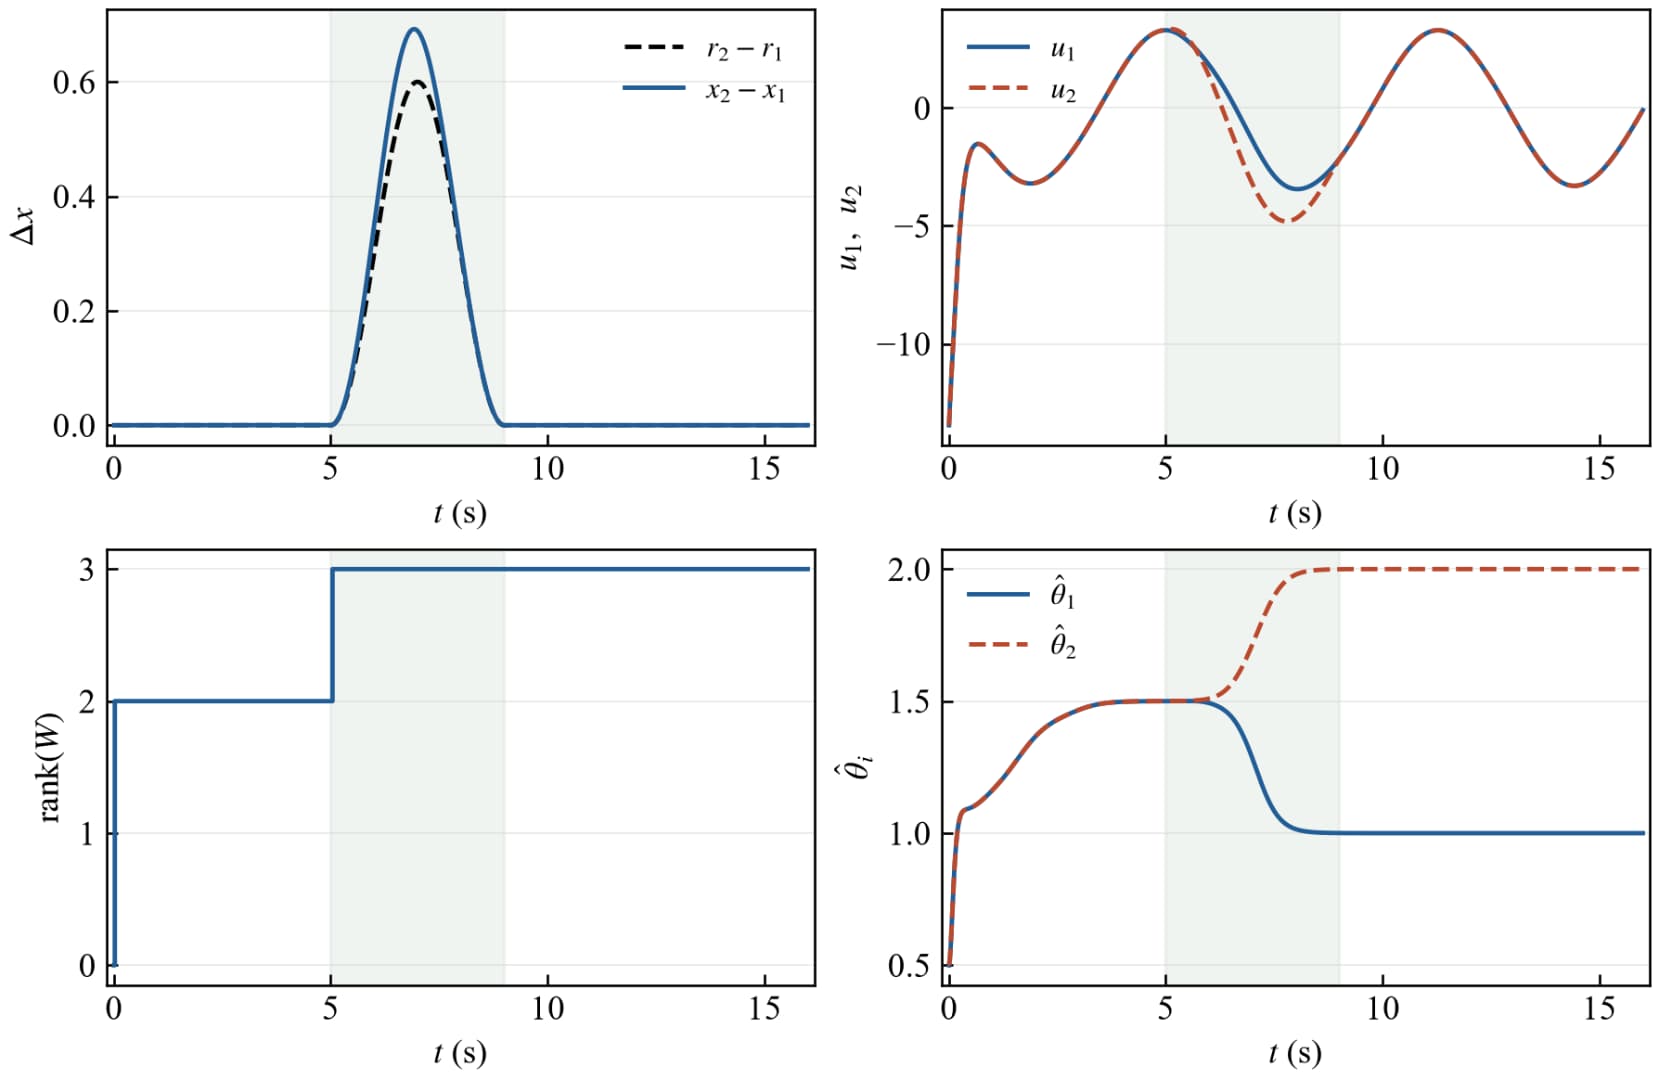 0.6
0.4
0.2
0.0
Δx
r₂ − r₁
x₂ − x₁
0 5 10 15
t (s)
0
−5
−10
u₁, u₂
u₁
u₂
0 5 10 15
t (s)
3
2
1
0
rank(W)
0 5 10 15
t (s)
2.0
1.5
1.0
0.5
θ̂ᵢ
θ̂₁
θ̂₂
0 5 10 15
t (s)